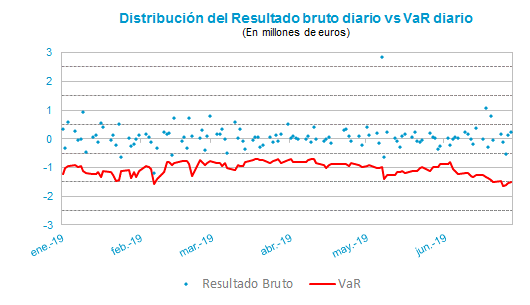 Distribución del Resultado bruto diario vs VaR diario
(En millones de euros)
3
2
1
0
-1
-2
-3
ene.-19
feb.-19
mar.-19
abr.-19
may.-19
jun.-19
Resultado Bruto
VaR